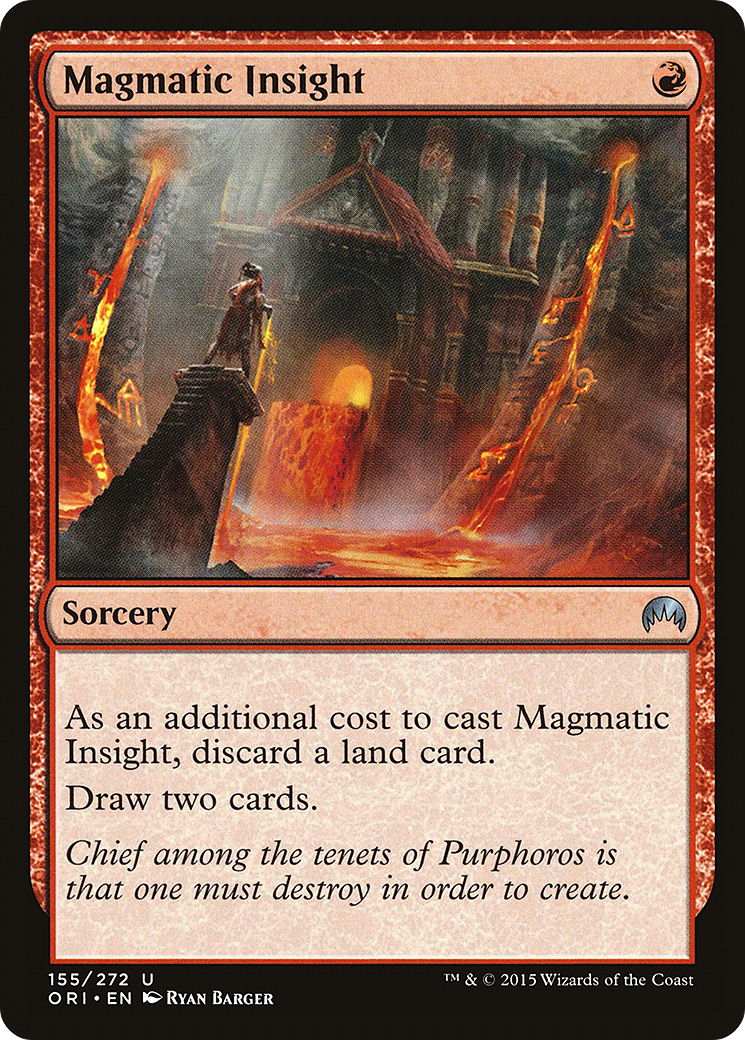 Magmatic Insight
Sorcery
As an additional cost to cast Magmatic
Insight, discard a land card.
Draw two cards.
Chief among the tenets of Purphoros is
that one must destroy in order to create.
155/272 U
ORI • EN Ryan Barger
™ & © 2015 Wizards of the Coast